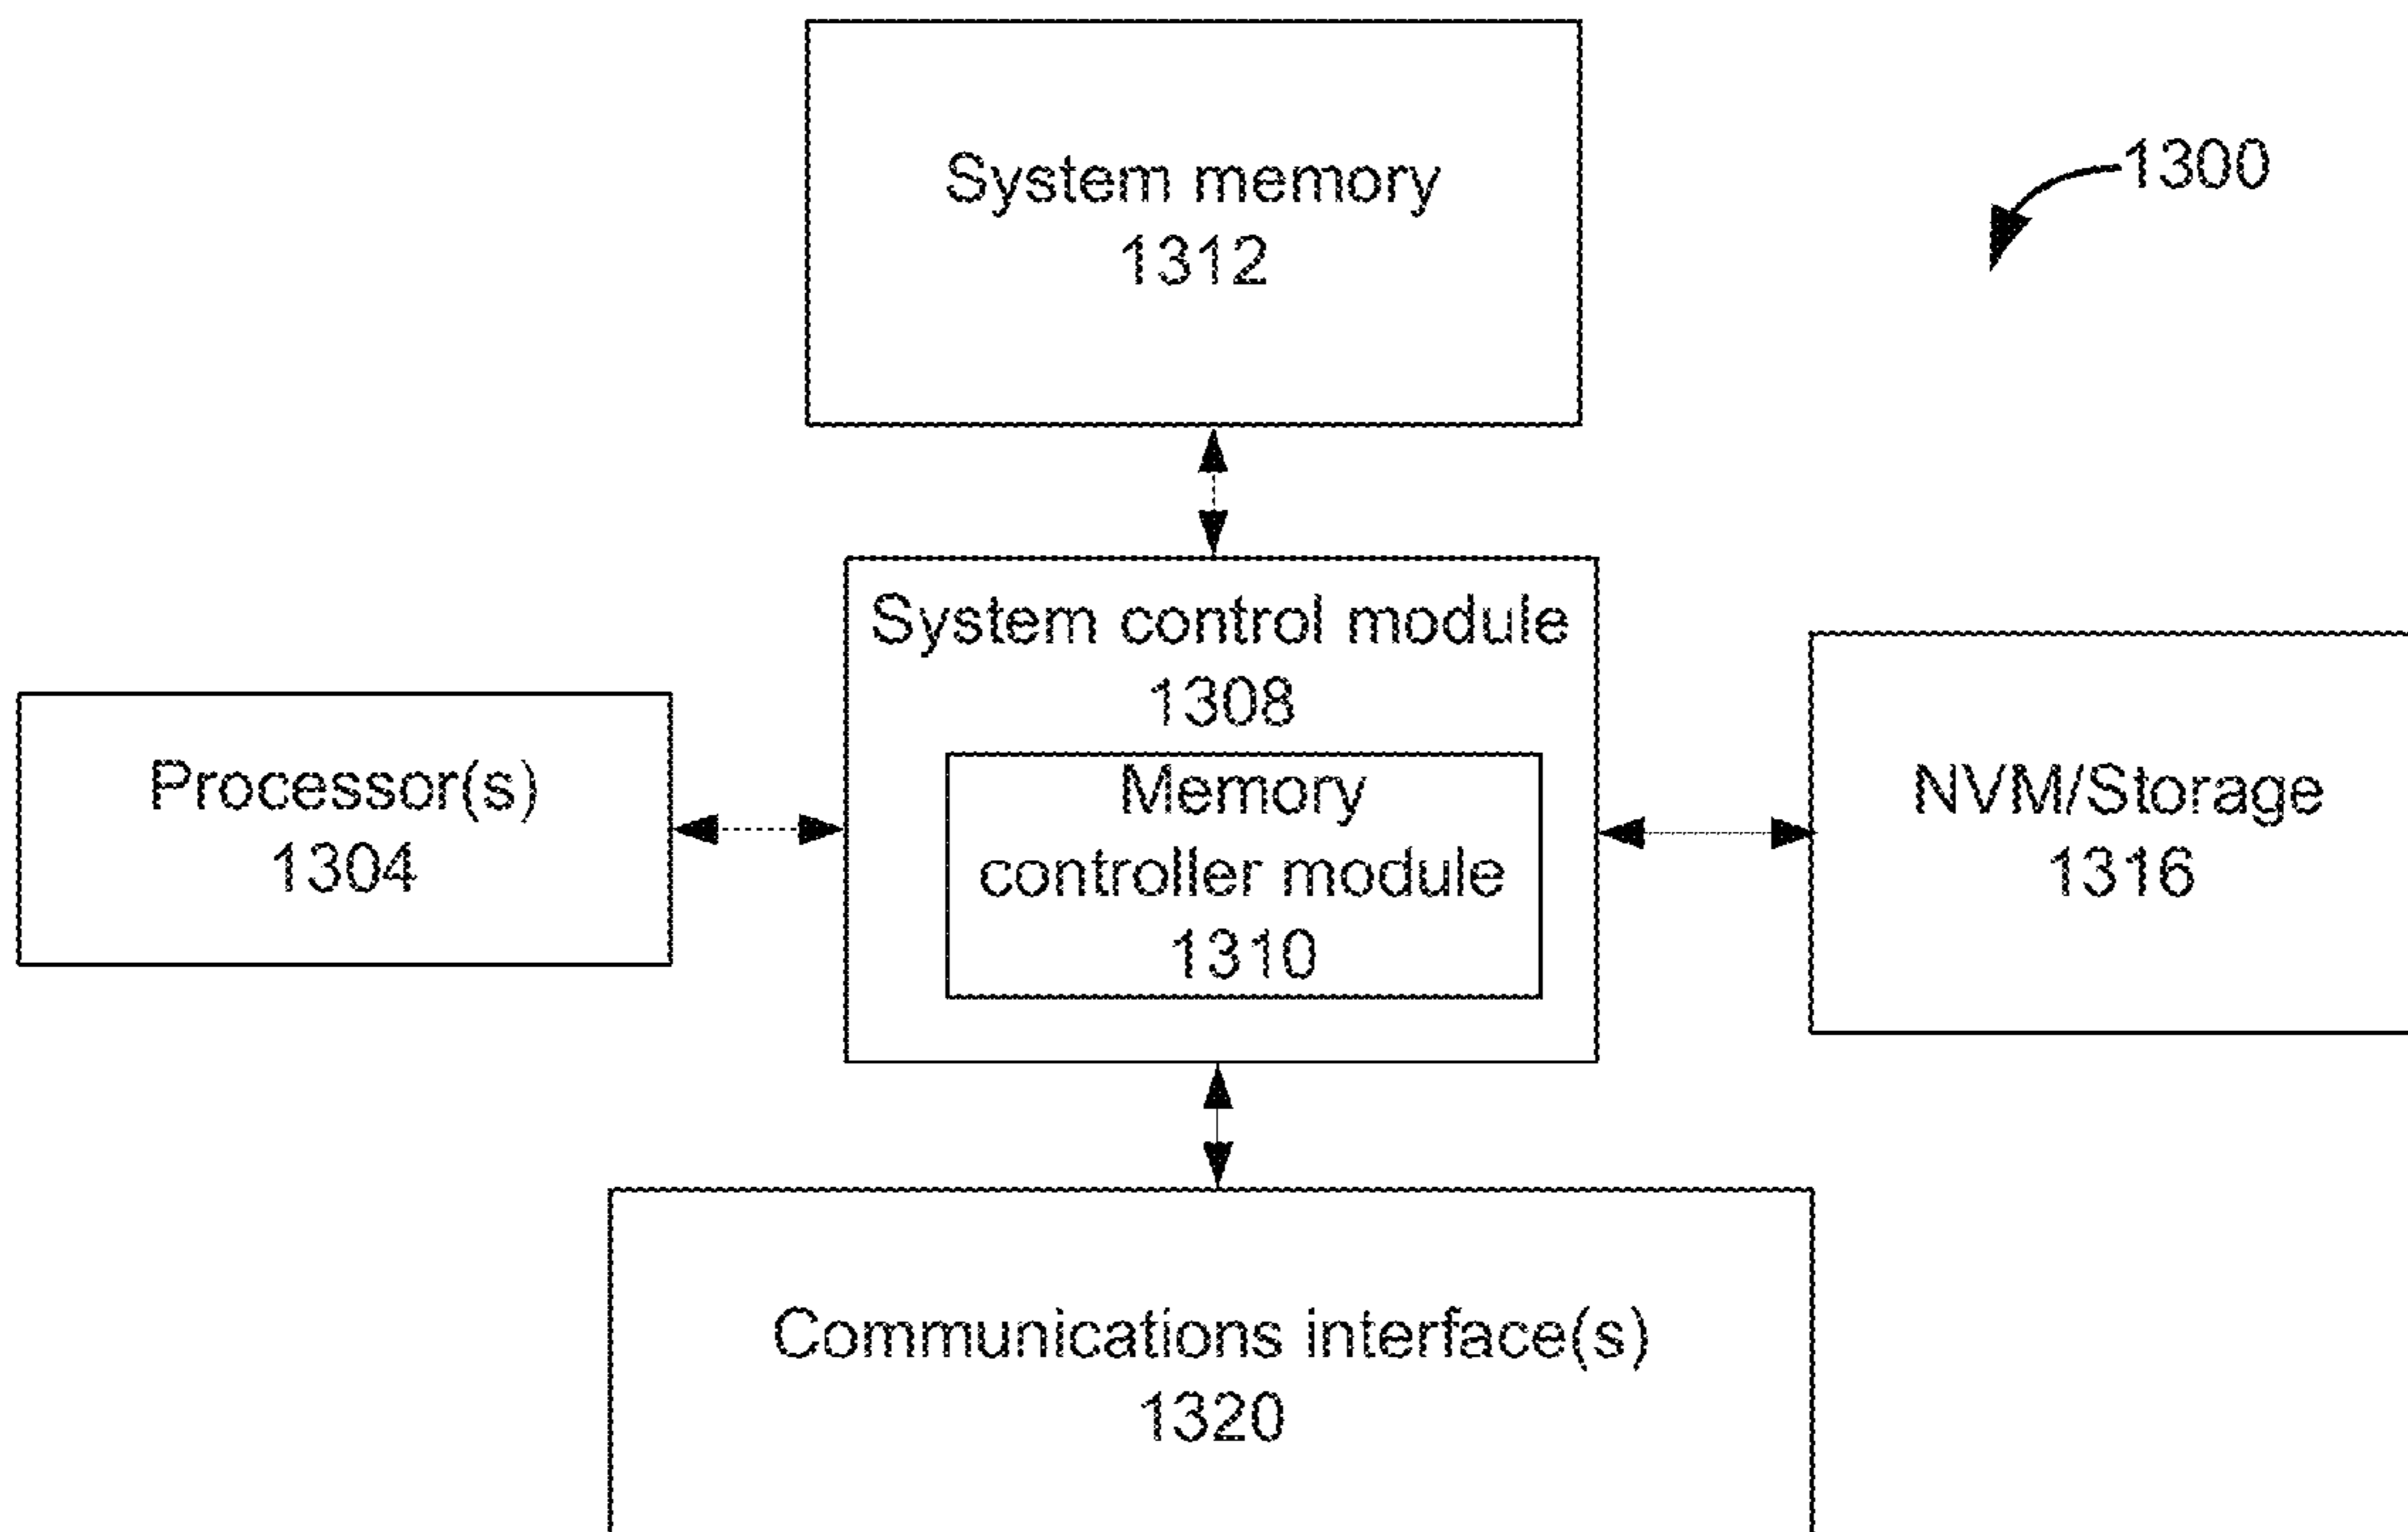 System memory
1312
1300
System control module
1308
Processor(s)
1304
Memory
controller module
1310
NVM/Storage
1316
Communications interface(s)
1320